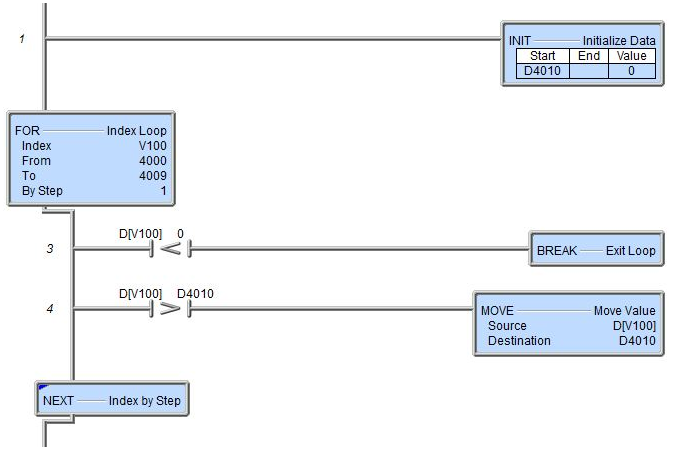 1
INIT Initialize Data
Start End Value
D4010 0
FOR Index Loop
Index V100
From 4000
To 4009
By Step 1
D[V100] 0
3
<
BREAK Exit Loop
D[V100] D4010
4
>
MOVE Move Value
Source D[V100]
Destination D4010
NEXT Index by Step